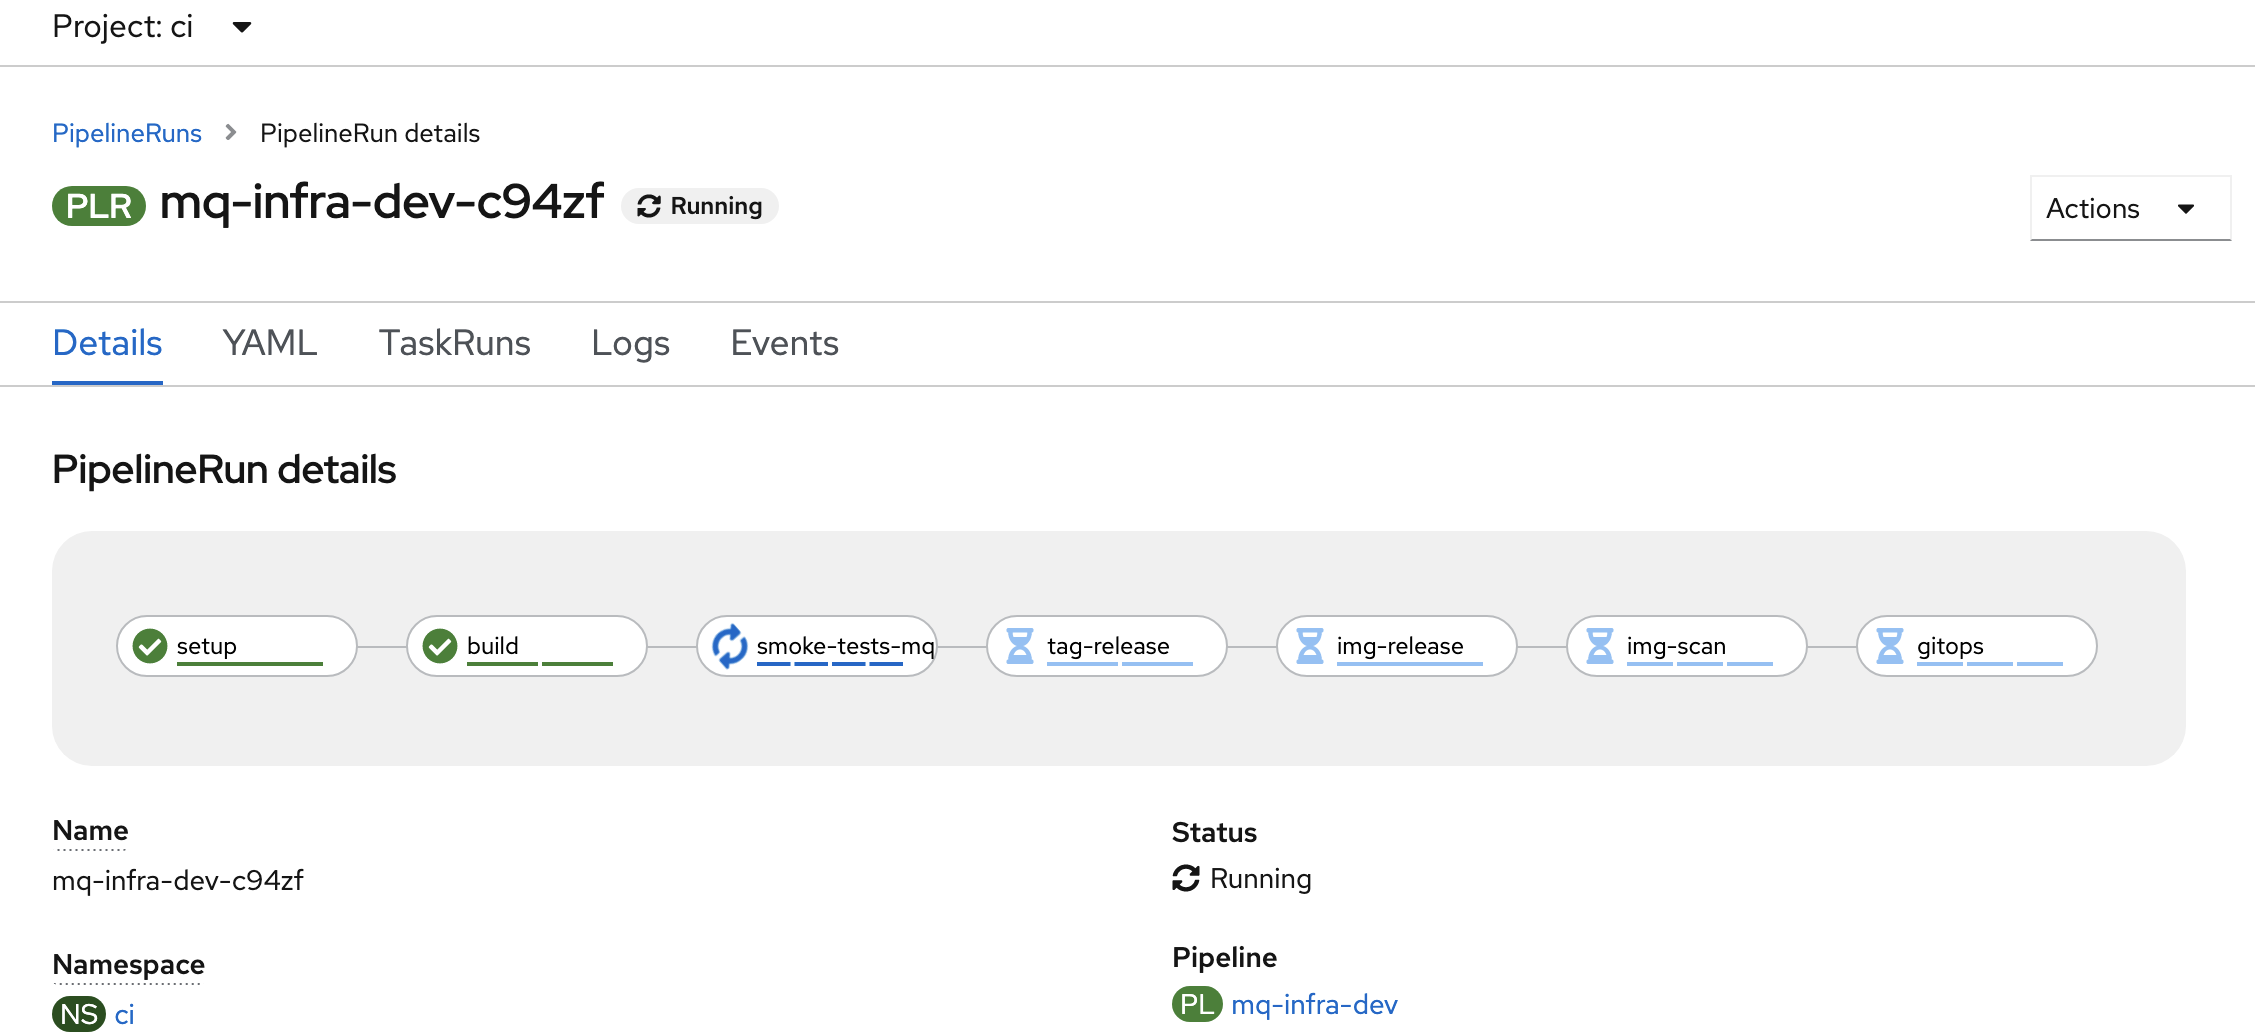 Project: ci
PipelineRuns > PipelineRun details
PLR mq-infra-dev-c94zf Running
Actions
Details YAML TaskRuns Logs Events
PipelineRun details
setup build smoke-tests-mq tag-release img-release img-scan gitops
Name
mq-infra-dev-c94zf
Status
Running
Namespace
NS ci
Pipeline
PL mq-infra-dev